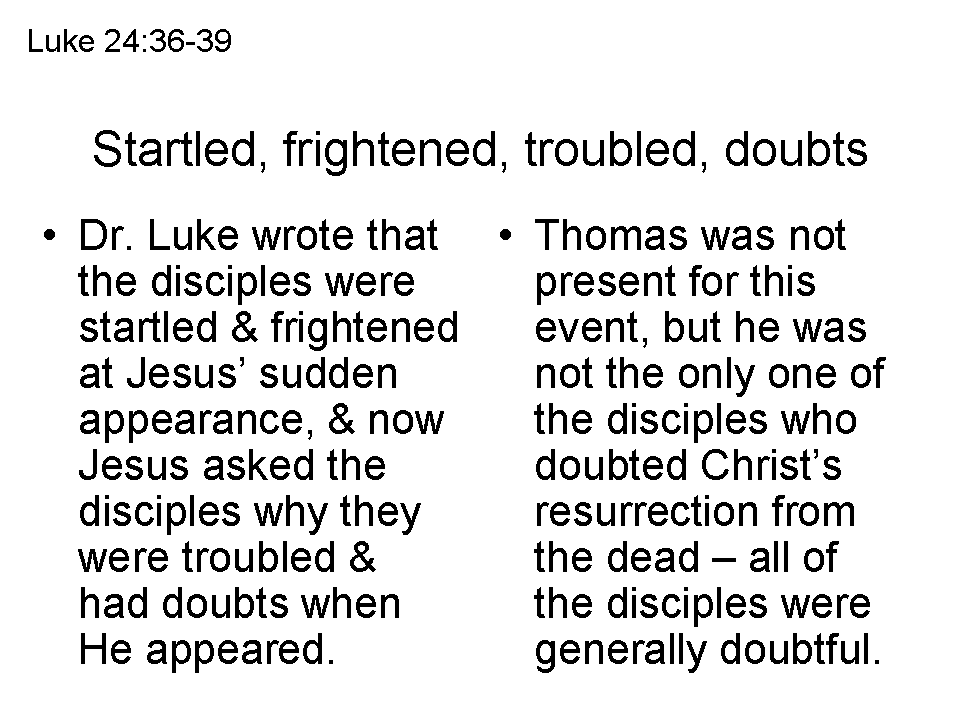 Luke 24:36-39
Startled, frightened, troubled, doubts
• Dr. Luke wrote that
the disciples were
startled & frightened
at Jesus’ sudden
appearance, & now
Jesus asked the
disciples why they
were troubled &
had doubts when
He appeared.
• Thomas was not
present for this
event, but he was
not the only one of
the disciples who
doubted Christ’s
resurrection from
the dead – all of
the disciples were
generally doubtful.